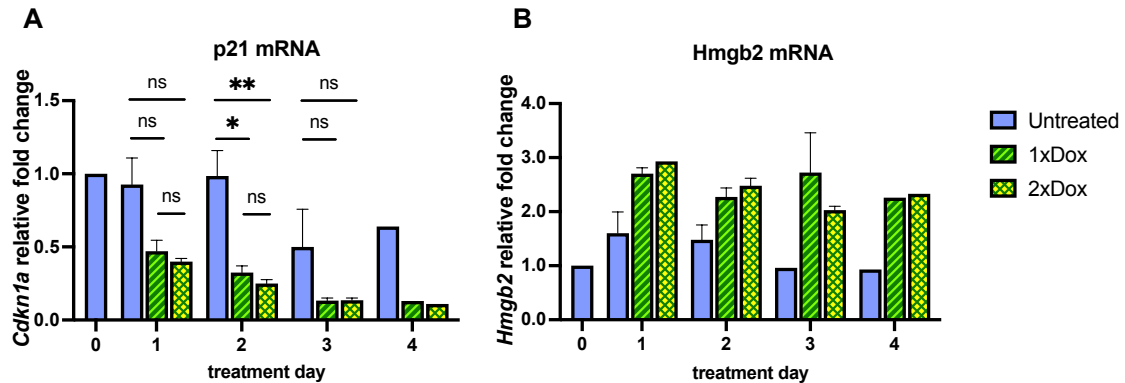 A
p21 mRNA
Cdkn1a relative fold change
1.5
1.0
0.5
0.0
ns
**
ns
ns
*
ns
ns
ns
0
1
2
3
4
treatment day
B
Hmgb2 mRNA
Hmgb2 relative fold change
4.0
3.0
2.0
1.0
0.0
0
1
2
3
4
treatment day
Untreated
1xDox
2xDox